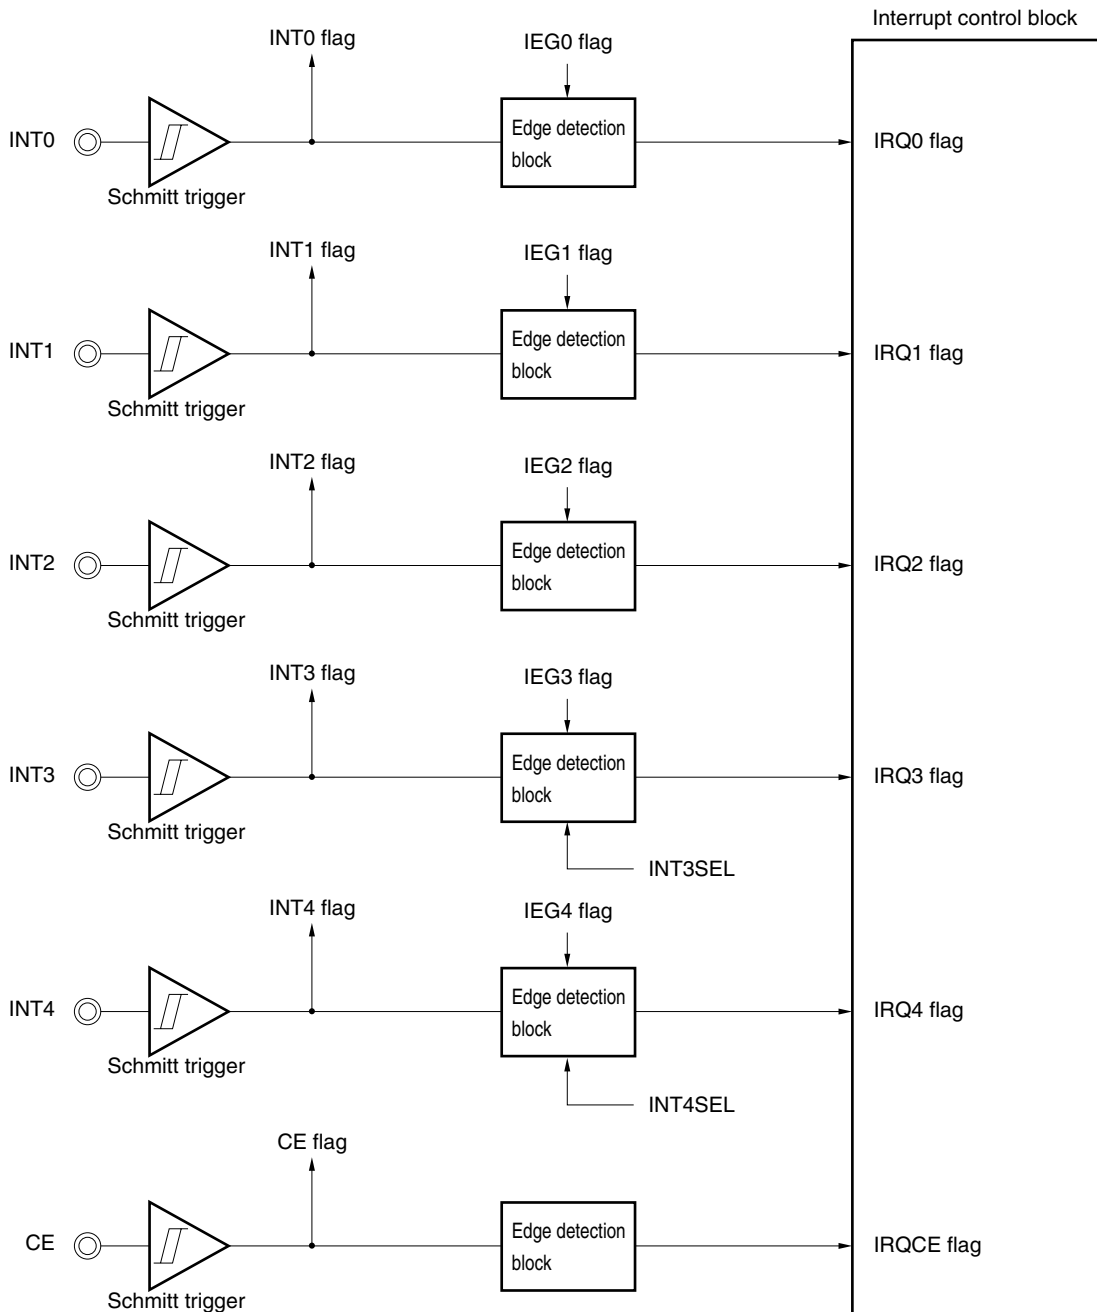 Interrupt control block
INT0 flag
IEG0 flag
INT0
Edge detection
block
IRQ0 flag
Schmitt trigger
INT1 flag
IEG1 flag
INT1
Edge detection
block
IRQ1 flag
Schmitt trigger
INT2 flag
IEG2 flag
INT2
Edge detection
block
IRQ2 flag
Schmitt trigger
INT3 flag
IEG3 flag
INT3
Edge detection
block
IRQ3 flag
Schmitt trigger
INT3SEL
INT4 flag
IEG4 flag
INT4
Edge detection
block
IRQ4 flag
Schmitt trigger
INT4SEL
CE flag
CE
Edge detection
block
IRQCE flag
Schmitt trigger